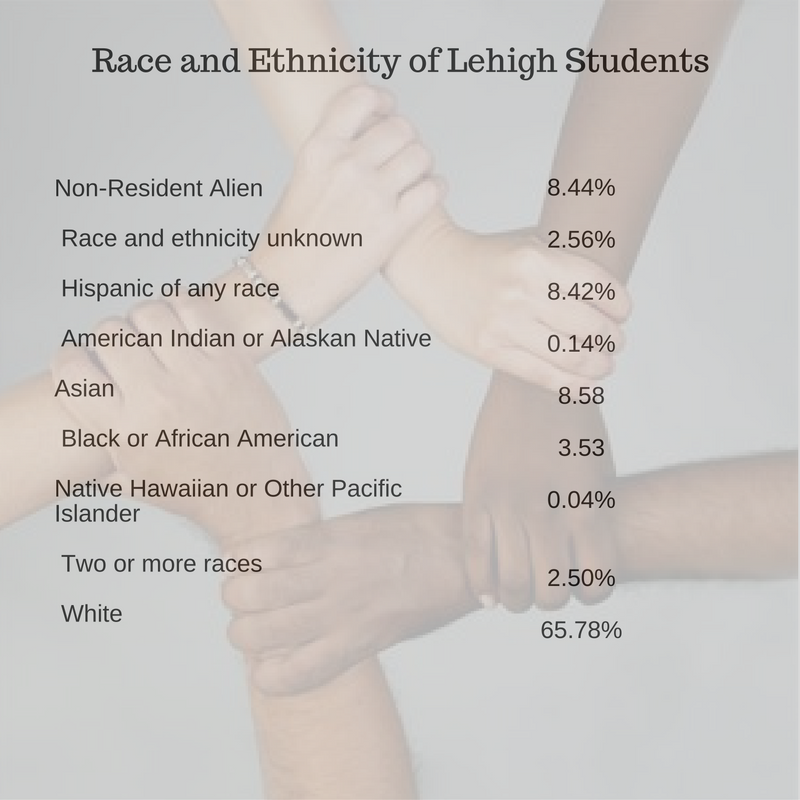 Race and Ethnicity of Lehigh Students
Non-Resident Alien 8.44%
Race and ethnicity unknown 2.56%
Hispanic of any race 8.42%
American Indian or Alaskan Native 0.14%
Asian 8.58
Black or African American 3.53
Native Hawaiian or Other Pacific 0.04%
Islander
Two or more races 2.50%
White 65.78%